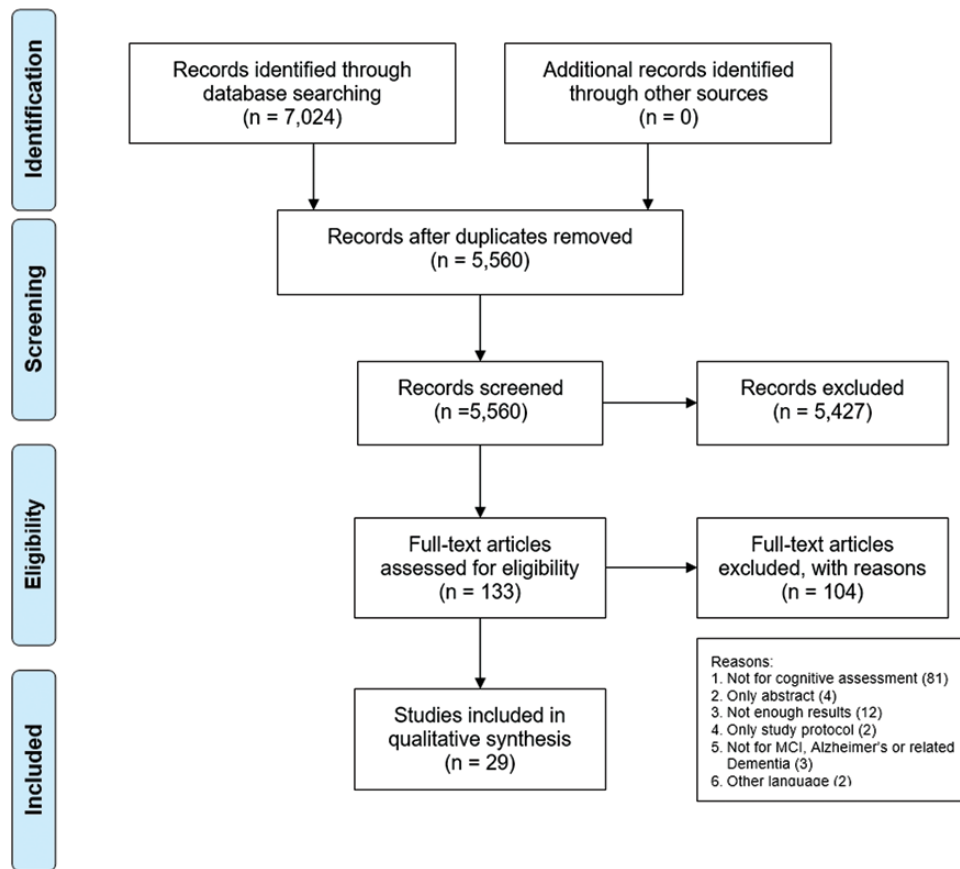 Identification
Records identified through
database searching
(n = 7,024)
Additional records identified
through other sources
(n = 0)
Screening
Records after duplicates removed
(n = 5,560)
Records screened
(n =5,560)
Records excluded
(n = 5,427)
Eligibility
Full-text articles
assessed for eligibility
(n = 133)
Full-text articles
excluded, with reasons
(n = 104)
Included
Studies included in
qualitative synthesis
(n = 29)
Reasons:
1. Not for cognitive assessment (81)
2. Only abstract (4)
3. Not enough results (12)
4. Only study protocol (2)
5. Not for MCI, Alzheimer's or related
Dementia (3)
6. Other language (2)